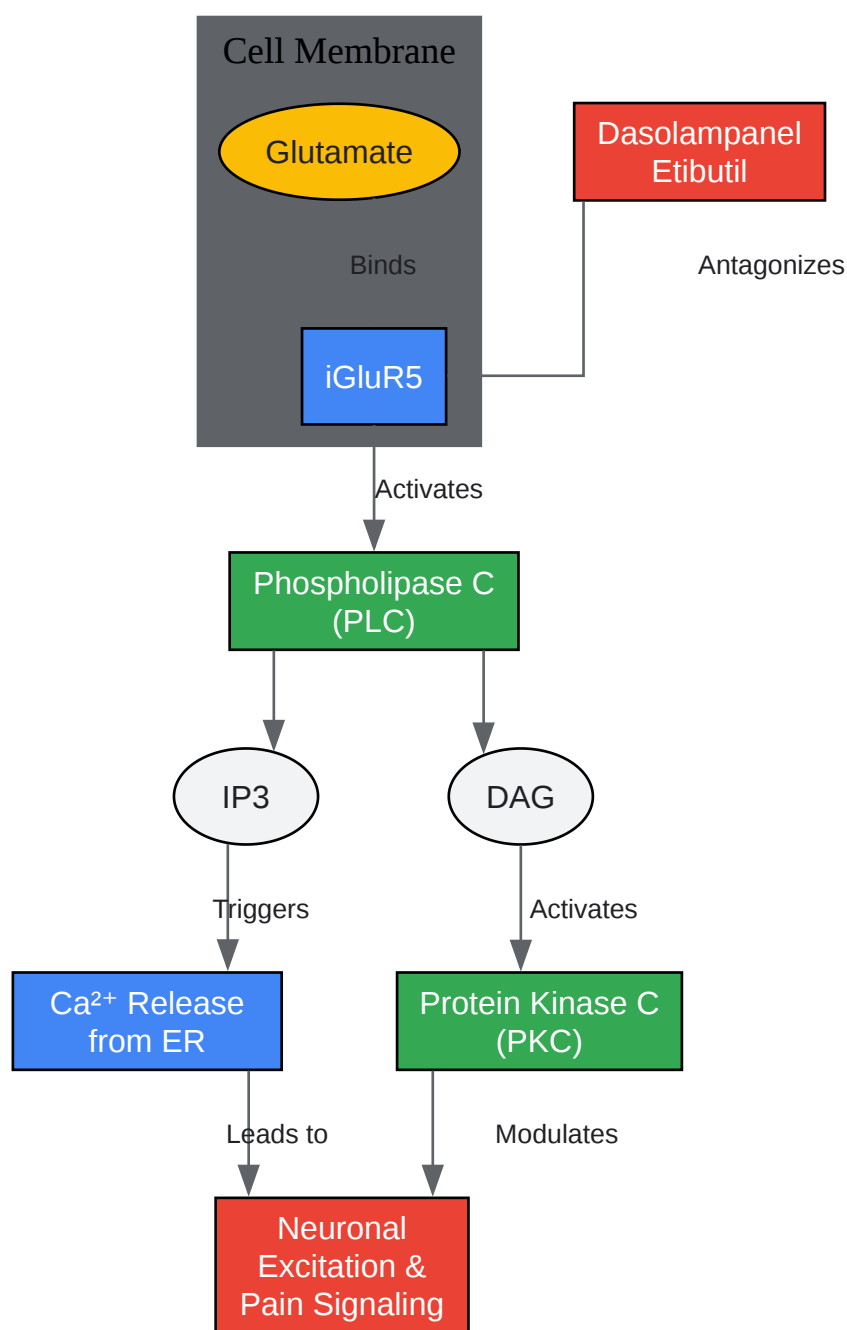 Cell Membrane
Glutamate
Dasolampanel
Etibutil
Binds
Antagonizes
iGluR5
Activates
Phospholipase C
(PLC)
IP3
DAG
Triggers
Activates
Ca²⁺ Release
from ER
Protein Kinase C
(PKC)
Leads to
Modulates
Neuronal
Excitation &
Pain Signaling